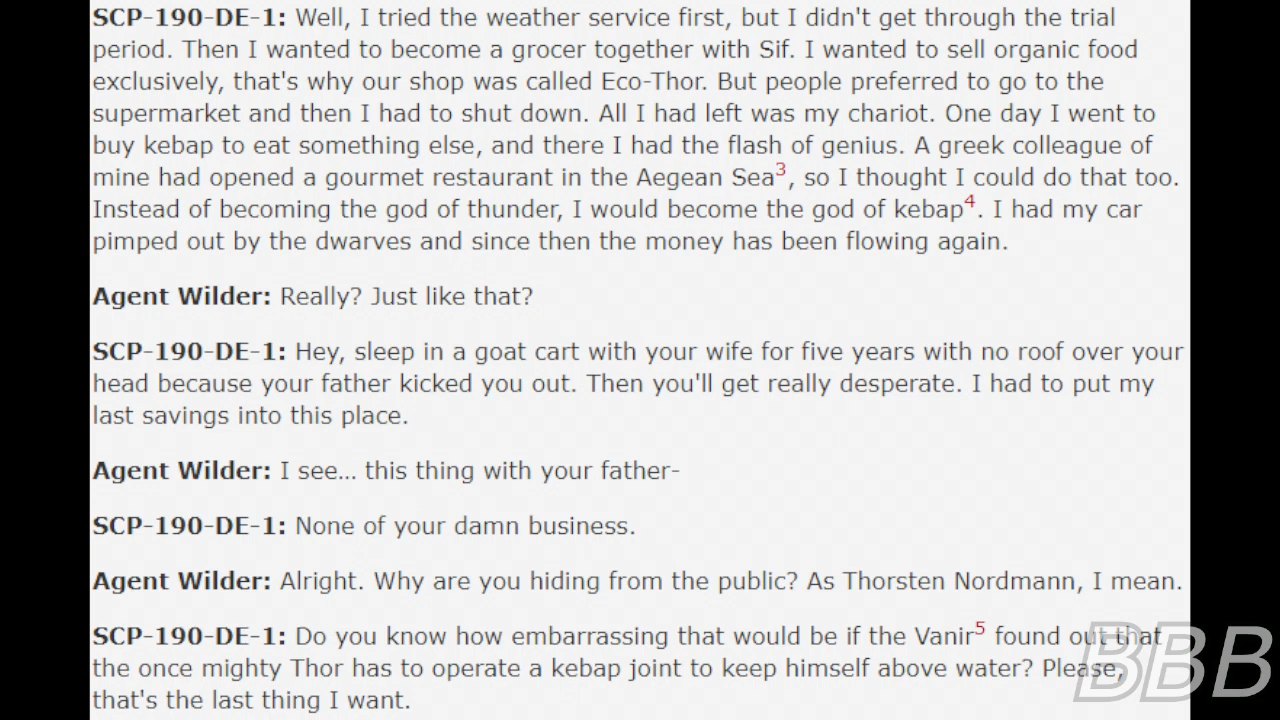 SCP-190-DE-1: Well, I tried the weather service first, but I didn't get through the trial
period. Then I wanted to become a grocer together with Sif. I wanted to sell organic food
exclusively, that's why our shop was called Eco-Thor. But people preferred to go to the
supermarket and then I had to shut down. All I had left was my chariot. One day I went to
buy kebap to eat something else, and there I had the flash of genius. A greek colleague of
mine had opened a gourmet restaurant in the Aegean Sea3, so I thought I could do that too.
Instead of becoming the god of thunder, I would become the god of kebap4. I had my car
pimped out by the dwarves and since then the money has been flowing again.
Agent Wilder: Really? Just like that?
SCP-190-DE-1: Hey, sleep in a goat cart with your wife for five years with no roof over your
head because your father kicked you out. Then you'll get really desperate. I had to put my
last savings into this place.
Agent Wilder: I see... this thing with your father-
SCP-190-DE-1: None of your damn business.
Agent Wilder: Alright. Why are you hiding from the public? As Thorsten Nordmann, I mean.
SCP-190-DE-1: Do you know how embarrassing that would be if the Vanir5 found out that
the once mighty Thor has to operate a kebap joint to keep himself above water? Please,
that's the last thing I want.
BBB